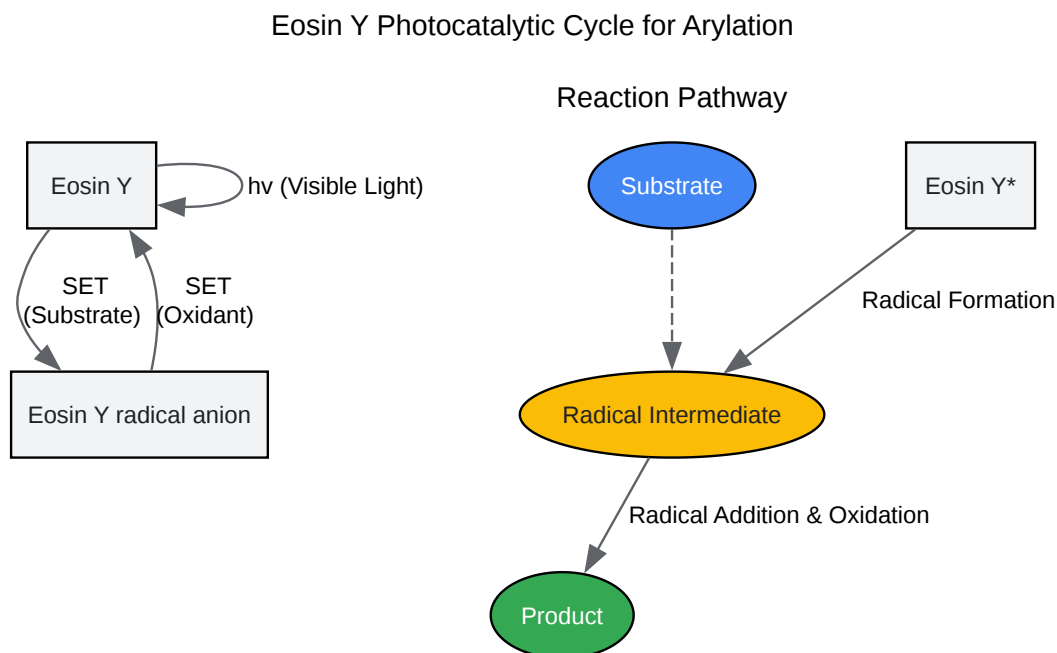 Eosin Y Photocatalytic Cycle for Arylation
Reaction Pathway
Eosin Y
hv (Visible Light)
Substrate
Eosin Y*
SET
(Substrate)
SET
(Oxidant)
Radical Formation
Eosin Y radical anion
Radical Intermediate
Radical Addition & Oxidation
Product